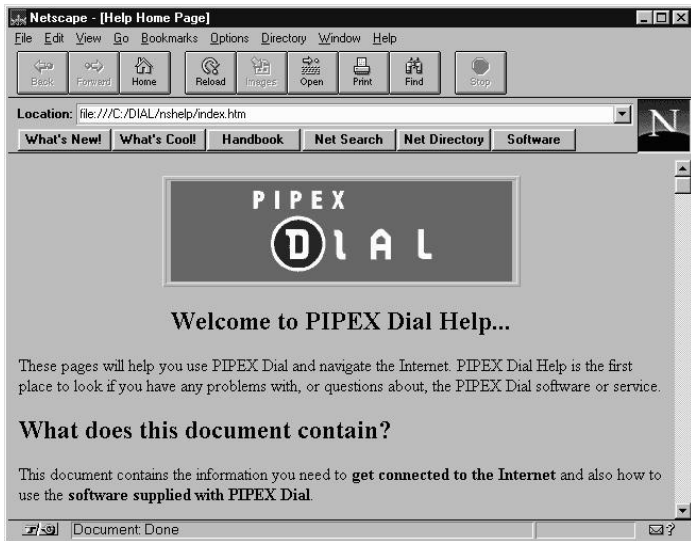 Netscape - [Help Home Page]
File Edit View Go Bookmarks Options Directory Window Help
Back Forward Home Reload Images Open Print Find Stop
Location: file:///C:/DIAL/nshelp/index.htm
N
What's New! What's Cool! Handbook Net Search Net Directory Software
PIPEX
DIAL
Welcome to PIPEX Dial Help...
These pages will help you use PIPEX Dial and navigate the Internet. PIPEX Dial Help is the first
place to look if you have any problems with, or questions about, the PIPEX Dial software or service.
What does this document contain?
This document contains the information you need to get connected to the Internet and also how to
use the software supplied with PIPEX Dial.
Document: Done
?